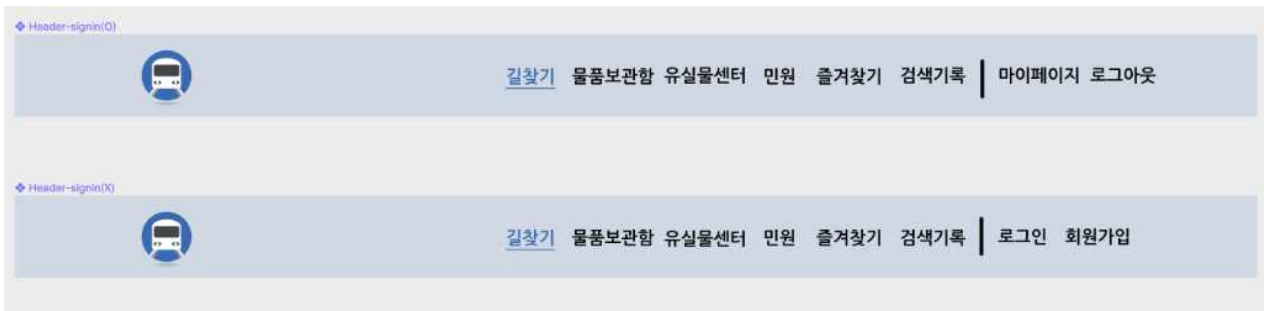 Header-signin(O)
길찾기 물품보관함 유실물센터 민원 즐겨찾기 검색기록 마이페이지 로그아웃
Header-signin(X)
길찾기 물품보관함 유실물센터 민원 즐겨찾기 검색기록 로그인 회원가입